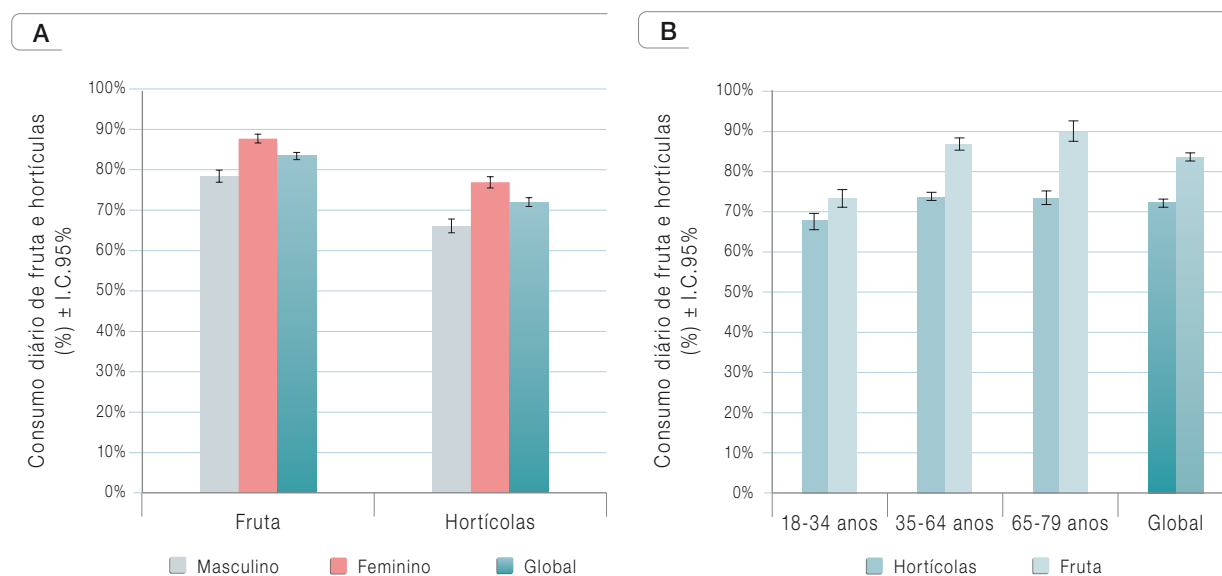 A
Consumo diário de fruta e hortículas
(%) ± I.C.95%
100%
90%
80%
70%
60%
50%
40%
30%
20%
10%
0%
Fruta
Hortícolas
Masculino
Feminino
Global
B
Consumo diário de fruta e hortículas
(%) ± I.C.95%
100%
90%
80%
70%
60%
50%
40%
30%
20%
10%
0%
18-34 anos
35-64 anos
65-79 anos
Global
Hortícolas
Fruta